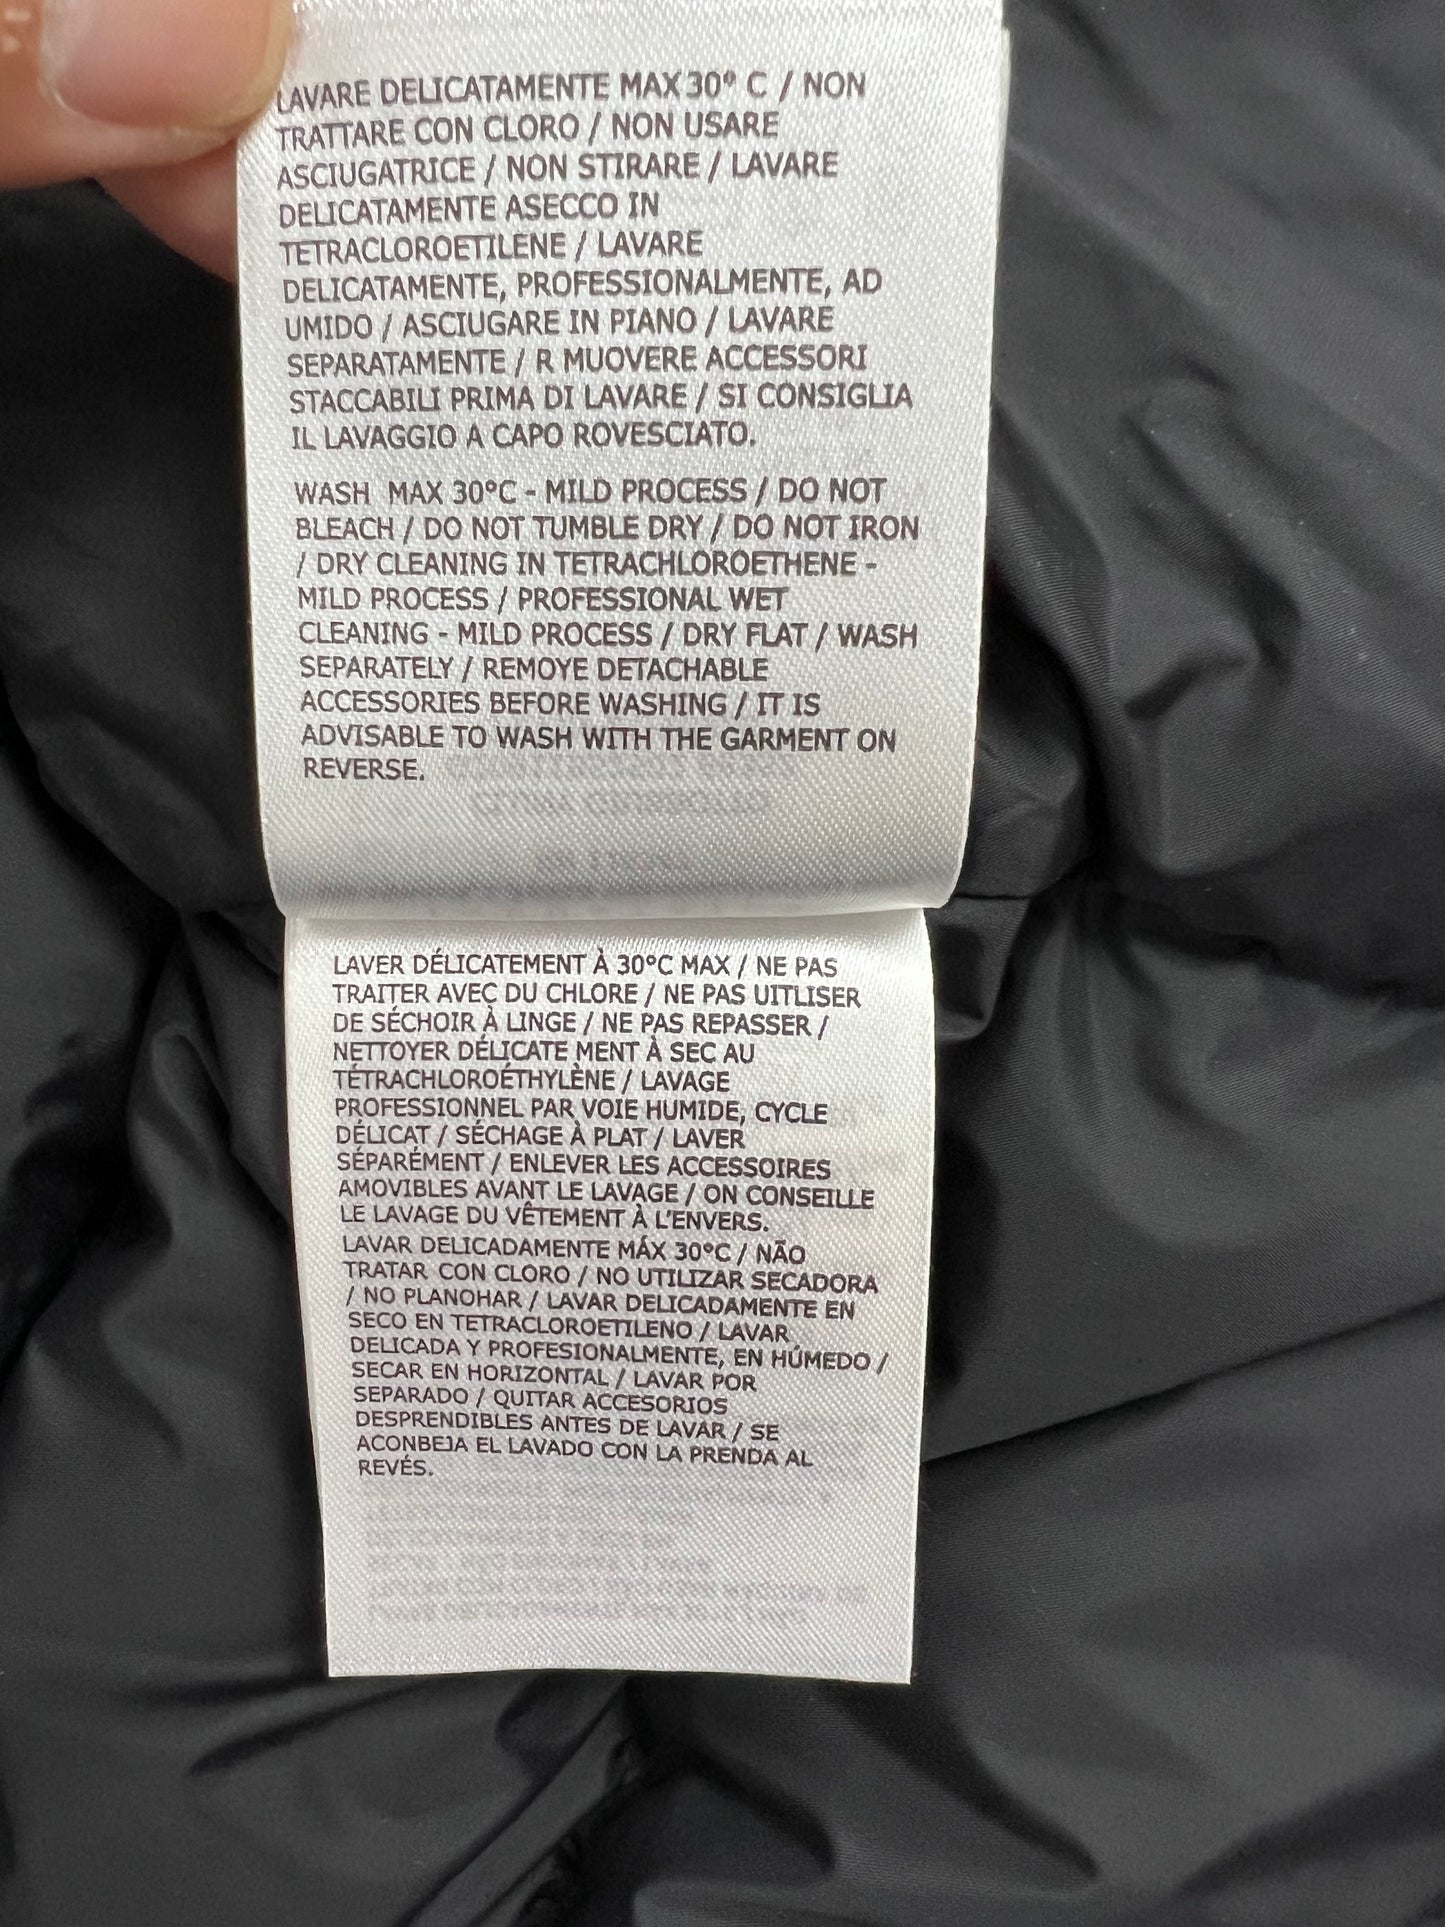 LAVARE DELICATAMENTE MAX 30° C / NON
TRATTARE CON CLORO / NON USARE
ASCIUGATRICE / NON STIRARE / LAVARE
DELICATAMENTE ASECCO IN
TETRACLOROETILENE / LAVARE
DELICATAMENTE, PROFESSIONALMENTE, AD
UMIDO / ASCIUGARE IN PIANO / LAVARE
SEPARATAMENTE / R MUOVERE ACCESSORI
STACCABILI PRIMA DI LAVARE / SI CONSIGLIA
IL LAVAGGIO A CAPO ROVESCIATO.
WASH MAX 30°C - MILD PROCESS / DO NOT
BLEACH / DO NOT TUMBLE DRY / DO NOT IRON
/ DRY CLEANING IN TETRACHLOROETHENE -
MILD PROCESS / PROFESSIONAL WET
CLEANING - MILD PROCESS / DRY FLAT / WASH
SEPARATELY / REMOYE DETACHABLE
ACCESSORIES BEFORE WASHING / IT IS
ADVISABLE TO WASH WITH THE GARMENT ON
REVERSE.
LAVER DÉLICATEMENT À 30°C MAX / NE PAS
TRAITER AVEC DU CHLORE / NE PAS UITLISER
DE SÉCHOIR À LINGE / NE PAS REPASSER /
NETTOYER DÉLICATE MENT À SEC AU
TÉTRACHLOROÉTHYLÈNE / LAVAGE
PROFESSIONNEL PAR VOIE HUMIDE, CYCLE
DÉLICAT / SÉCHAGE À PLAT / LAVER
SÉPARÉMENT / ENLEVER LES ACCESSOIRES
AMOVIBLES AVANT LE LAVAGE / ON CONSEILLE
LE LAVAGE DU VÊTEMENT À L'ENVERS.
LAVAR DELICADAMENTE MÁX 30°C / NÃO
TRATAR CON CLORO / NO UTILIZAR SECADORA
/ NO PLANOHAR / LAVAR DELICADAMENTE EN
SECO EN TETRACLOROETILENO / LAVAR
DELICADA Y PROFESIONALMENTE, EN HÚMEDO /
SECAR EN HORIZONTAL / LAVAR POR
SEPARADO / QUITAR ACCESORIOS
DESPRENDIBLES ANTES DE LAVAR / SE
ACONBEJA EL LAVADO CON LA PRENDA AL
REVÉS.